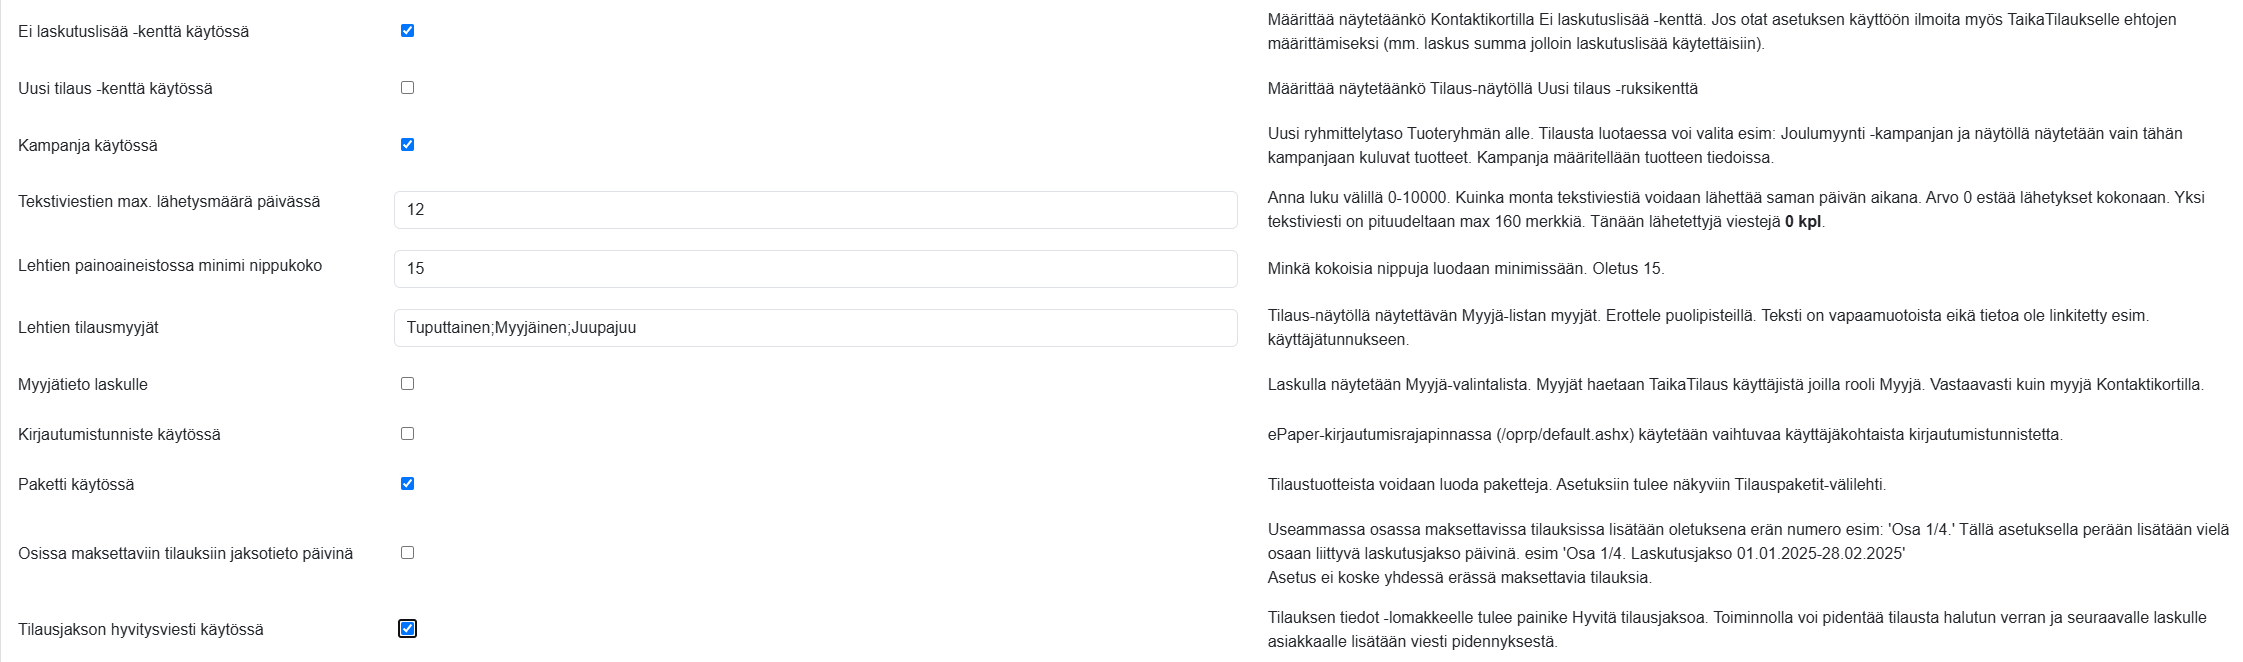 Ei laskutuslisää -kenttä käytössä
Määrittää näytetäänkö Kontaktikortilla Ei laskutuslisää -kenttä. Jos otat asetuksen käyttöön ilmoita myös TaikaTilaukselle ehtojen
määrittämiseksi (mm. laskus summa jolloin laskutuslisää käytettäisiin).
Uusi tilaus -kenttä käytössä
Määrittää näytetäänkö Tilaus-näytöllä Uusi tilaus -ruksikenttä
Kampanja käytössä
Uusi ryhmittelytaso Tuoteryhmän alle. Tilausta luotaessa voi valita esim: Joulumyynti -kampanjan ja näytöllä näytetään vain tähän
kampanjaan kuluvat tuotteet. Kampanja määritellään tuotteen tiedoissa.
Tekstiviestien max. lähetysmäärä päivässä
12
Anna luku välillä 0-10000. Kuinka monta tekstiviestiä voidaan lähettää saman päivän aikana. Arvo 0 estää lähetykset kokonaan. Yksi
tekstiviesti on pituudeltaan max 160 merkkiä. Tänään lähetettyjä viestejä 0 kpl.
Lehtien painoaineistossa minimi nippukoko
15
Minkä kokoisia nippuja luodaan minimissään. Oletus 15.
Lehtien tilausmyyjät
Tuputtainen;Myyjäinen;Juupajuu
Tilaus-näytöllä näytettävän Myyjä-listan myyjät. Erottele puolipisteillä. Teksti on vapaamuotoista eikä tietoa ole linkitetty esim.
käyttäjätunnukseen.
Myyjätieto laskulle
Laskulla näytetään Myyjä-valintalista. Myyjät haetaan TaikaTilaus käyttäjistä joilla rooli Myyjä. Vastaavasti kuin myyjä Kontaktikortilla.
Kirjautumistunniste käytössä
ePaper-kirjautumisrajapinnassa (/oprp/default.ashx) käytetään vaihtuvaa käyttäjäkohtaista kirjautumistunnistetta.
Paketti käytössä
Tilaustuotteista voidaan luoda paketteja. Asetuksiin tulee näkyviin Tilauspaketit-välilehti.
Osissa maksettaviin tilauksiin jaksotieto päivinä
Useammassa osassa maksettavissa tilauksissa lisätään oletuksena erän numero esim: 'Osa 1/4.' Tällä asetuksella perään lisätään vielä
osaan liittyvä laskutusjakso päivinä. esim 'Osa 1/4. Laskutusjakso 01.01.2025-28.02.2025'
Asetus ei koske yhdessä erässä maksettavia tilauksia.
Tilausjakson hyvitysviesti käytössä
Tilauksen tiedot -lomakkeelle tulee painike Hyvitä tilausjaksoa. Toiminnolla voi pidentää tilausta halutun verran ja seuraavalle laskulle
asiakkaalle lisätään viesti pidennyksestä.